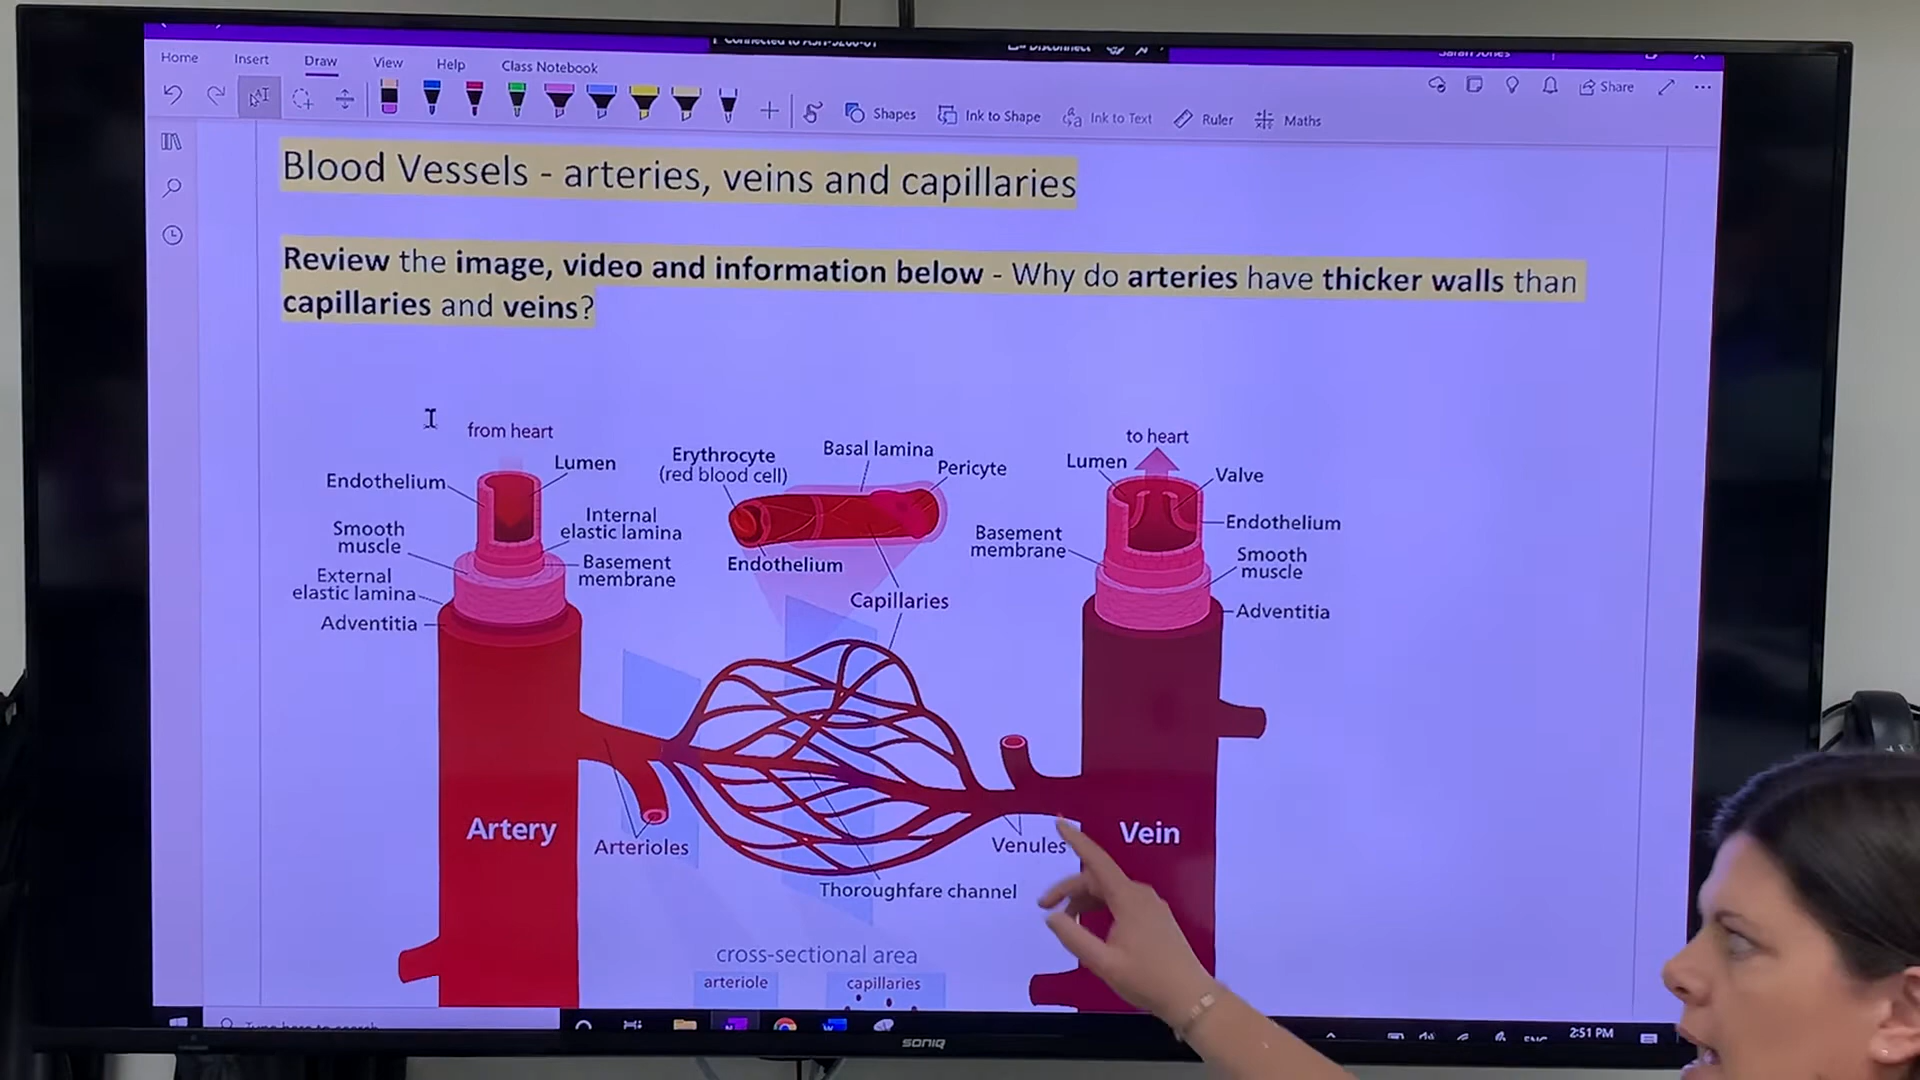 Home Insert Draw View Help Class Notebook
Share
Shapes Ink to Shape Ink to Text Ruler Maths
Blood Vessels - arteries, veins and capillaries
Review the image, video and information below - Why do arteries have thicker walls than
capillaries and veins?
from heart
Endothelium
Lumen
Smooth
muscle
Internal
elastic lamina
External
elastic lamina
Basement
membrane
Adventitia
Erythrocyte
(red blood cell)
Basal lamina
Pericyte
Endothelium
Capillaries
to heart
Lumen
Valve
Basement
membrane
Endothelium
Smooth
muscle
Adventitia
Artery
Arterioles
Venules
Vein
Thoroughfare channel
cross-sectional area
arteriole
capillaries
2:51 PM
SONIQ